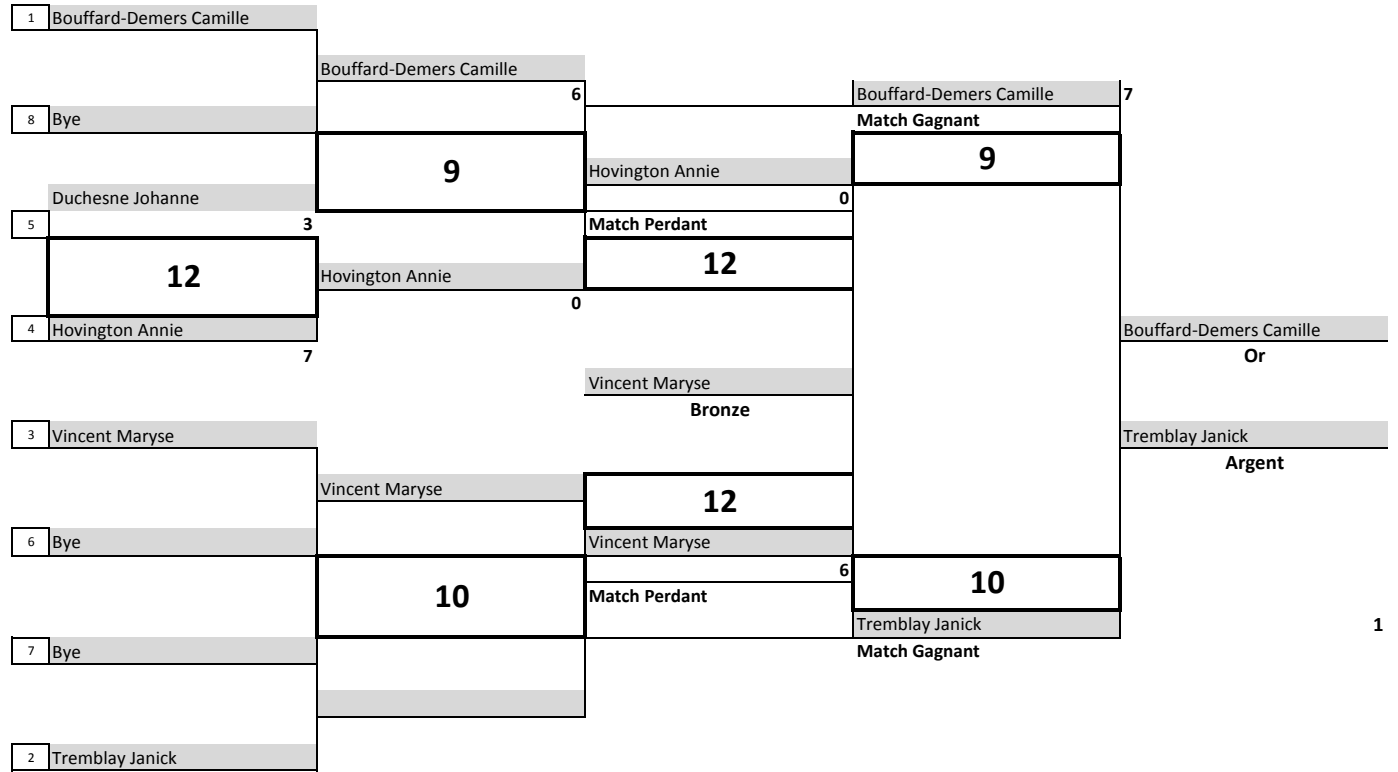 1 Bouffard-Demers Camille
Bouffard-Demers Camille
6
Bouffard-Demers Camille 7
8 Bye
Match Gagnant
9
9
Hovington Annie
0
Duchesne Johanne
5 3
Match Perdant
12
12
Hovington Annie
0
4 Hovington Annie
7
Bouffard-Demers Camille
Or
Vincent Maryse
Bronze
3 Vincent Maryse
Tremblay Janick
Argent
Vincent Maryse
12
6 Bye
Vincent Maryse
6
10
10
Match Perdant
Tremblay Janick 1
7 Bye
Match Gagnant
2 Tremblay Janick